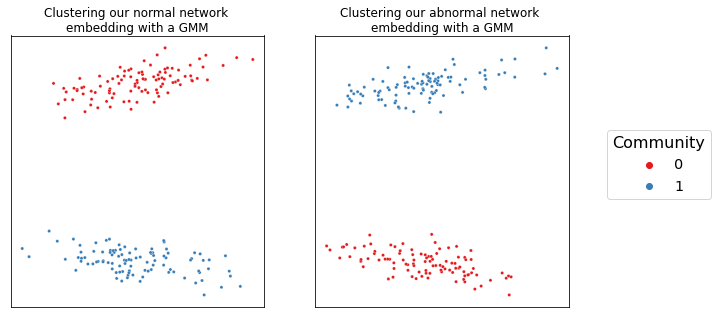 Clustering our normal network
embedding with a GMM
Clustering our abnormal network
embedding with a GMM
Community
0
1